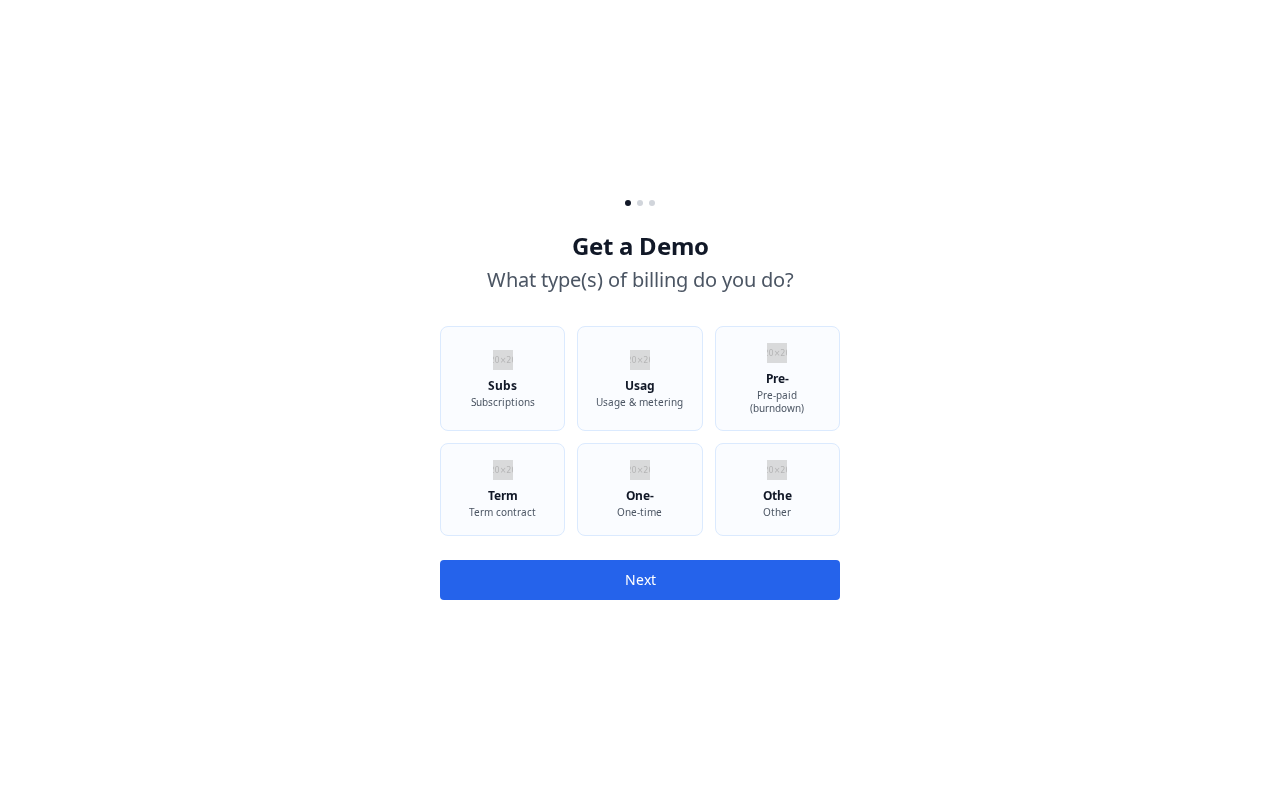 Get a Demo
What type(s) of billing do you do?
Subs
Subscriptions
Usag
Usage & metering
Pre-
Pre-paid
(burndown)
Term
Term contract
One-
One-time
Othe
Other
Next